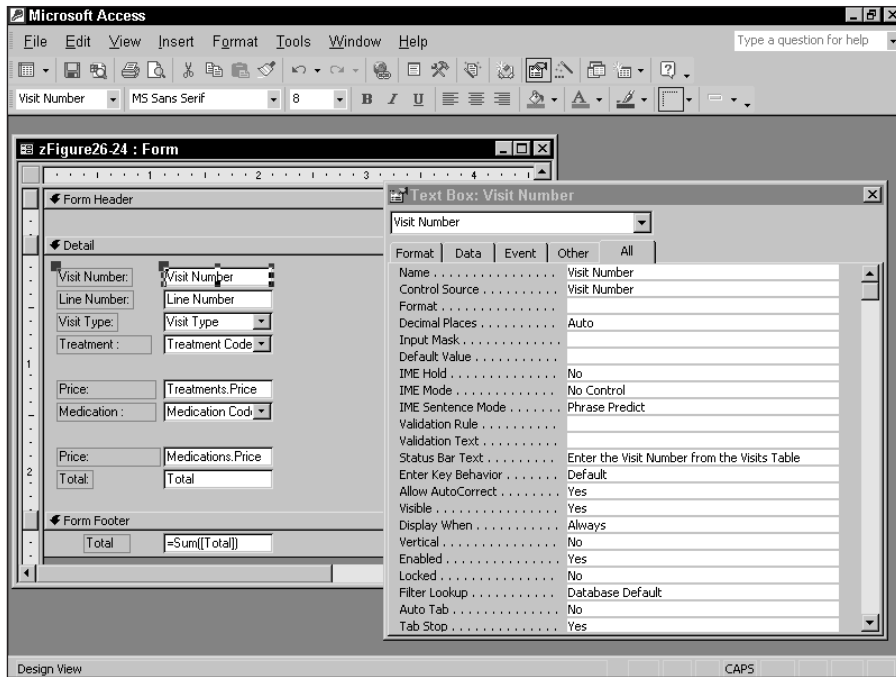 Microsoft Access
File Edit View Insert Format Tools Window Help
Type a question for help
Visit Number MS Sans Serif 8 B I U A
zFigure26-24 : Form
1 2 3 4
Form Header
Detail
Visit Number: Visit Number
Line Number: Line Number
Visit Type: Visit Type
Treatment : Treatment Code
1
Price: Treatments.Price
Medication : Medication Code
Price: Medications.Price
2
Total: Total
Form Footer
Total =Sum([Total])
Text Box: Visit Number
Visit Number
Format Data Event Other All
Name . . . . . . . . . . . . . . . . Visit Number
Control Source . . . . . . . . . . Visit Number
Format . . . . . . . . . . . . . . .
Decimal Places . . . . . . . . . . Auto
Input Mask . . . . . . . . . . . . .
Default Value . . . . . . . . . . .
IME Hold . . . . . . . . . . . . . . No
IME Mode . . . . . . . . . . . . . . No Control
IME Sentence Mode . . . . . . . Phrase Predict
Validation Rule . . . . . . . . . .
Validation Text . . . . . . . . . .
Status Bar Text . . . . . . . . . Enter the Visit Number from the Visits Table
Enter Key Behavior . . . . . . . Default
Allow AutoCorrect . . . . . . . . Yes
Visible . . . . . . . . . . . . . . . . Yes
Display When . . . . . . . . . . . Always
Vertical . . . . . . . . . . . . . . . No
Enabled . . . . . . . . . . . . . . . Yes
Locked . . . . . . . . . . . . . . . No
Filter Lookup . . . . . . . . . . . Database Default
Auto Tab . . . . . . . . . . . . . . No
Tab Stop . . . . . . . . . . . . . . Yes
Design View CAPS